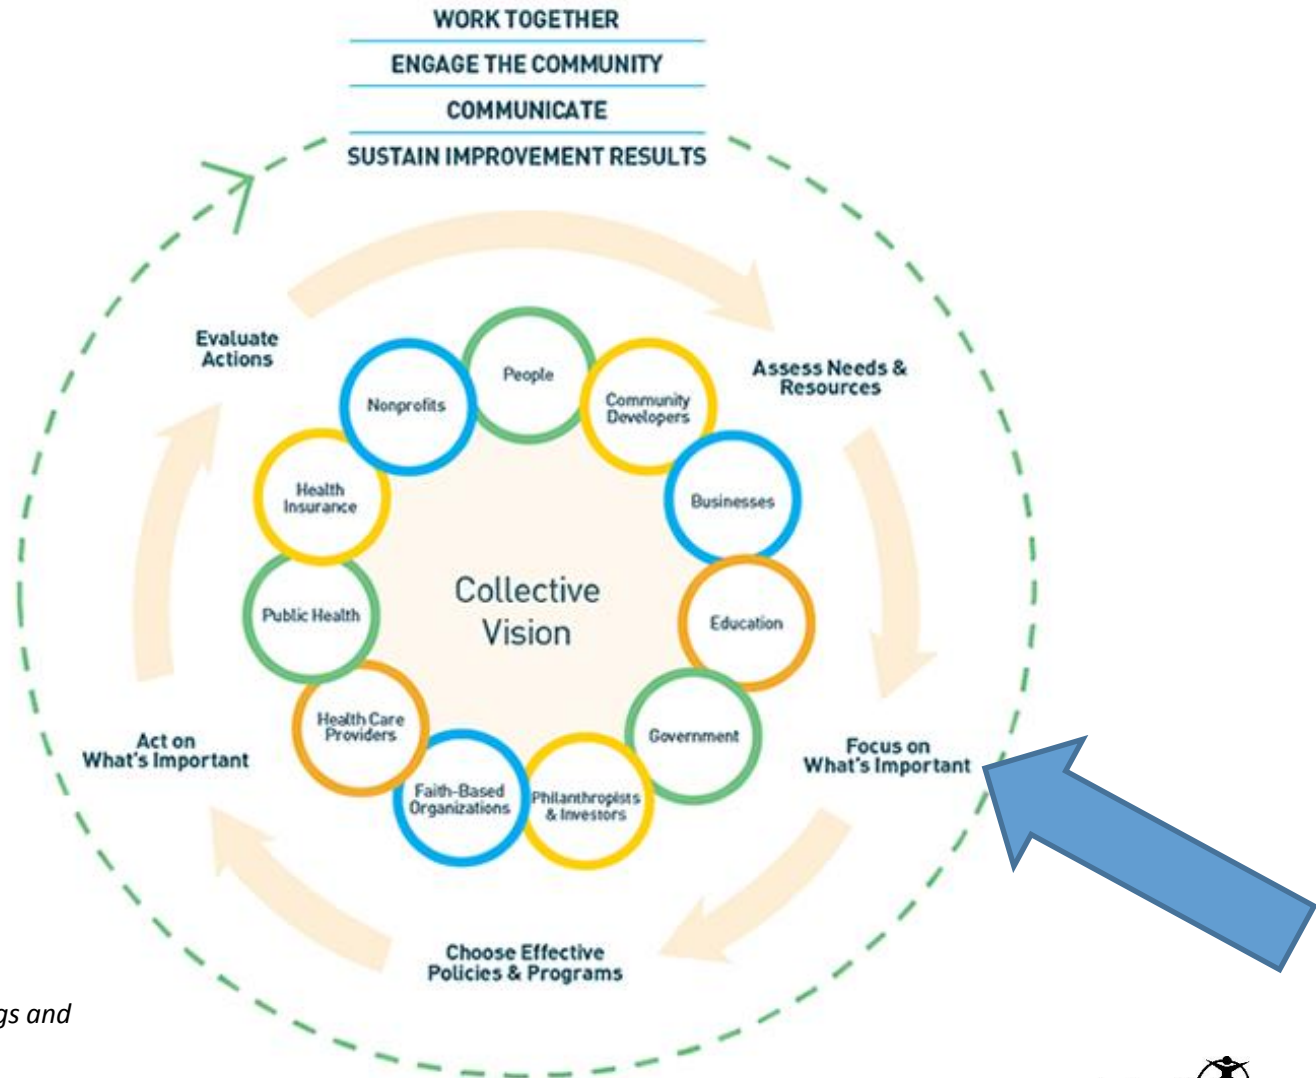 WORK TOGETHER
ENGAGE THE COMMUNITY
COMMUNICATE
SUSTAIN IMPROVEMENT RESULTS
Evaluate
Actions
Assess Needs &
Resources
Focus on
What's Important
Choose Effective
Policies & Programs
Act on
What's Important
People
Community
Developers
Businesses
Education
Government
Philanthropists
& Investors
Faith-Based
Organizations
Health Care
Providers
Public Health
Health
Insurance
Nonprofits
Collective
Vision
and